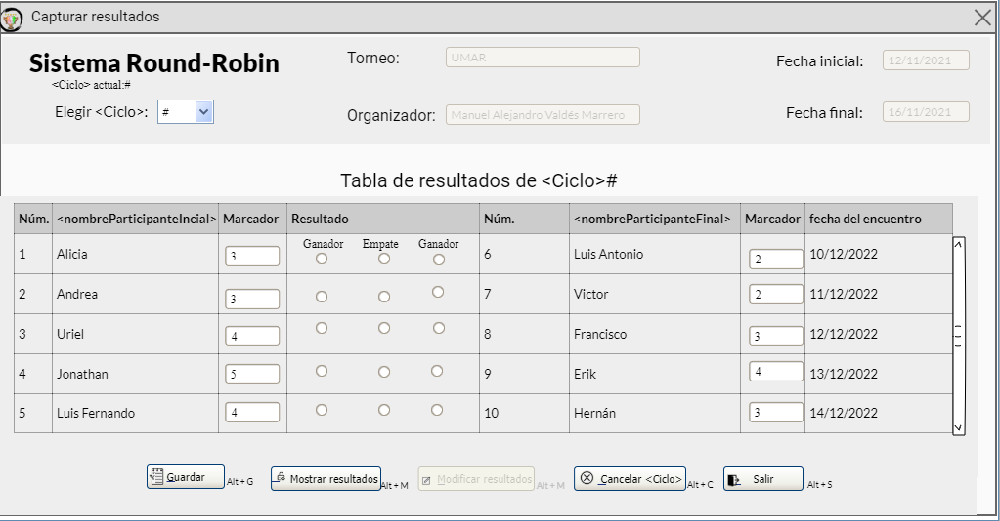 Capturar resultados
Sistema Round-Robin
<Ciclo> actual:#
Elegir <Ciclo>: #
Torneo: UMAR
Organizador: Manuel Alejandro Valdés Marrero
Fecha inicial: 12/11/2021
Fecha final: 16/11/2021
Tabla de resultados de <Ciclo>#
Núm. <nombreParticipanteIncial> Marcador Resultado Núm. <nombreParticipanteFinal> Marcador fecha del encuentro
Ganador Empate Ganador
1 Alicia 3 6 Luis Antonio 2 10/12/2022
2 Andrea 3 7 Victor 2 11/12/2022
3 Uriel 4 8 Francisco 3 12/12/2022
4 Jonathan 5 9 Erik 4 13/12/2022
5 Luis Fernando 4 10 Hernán 3 14/12/2022
Guardar Alt+G Mostrar resultados Alt+M Modificar resultados Alt+M Cancelar <Ciclo> Alt+C Salir Alt+S